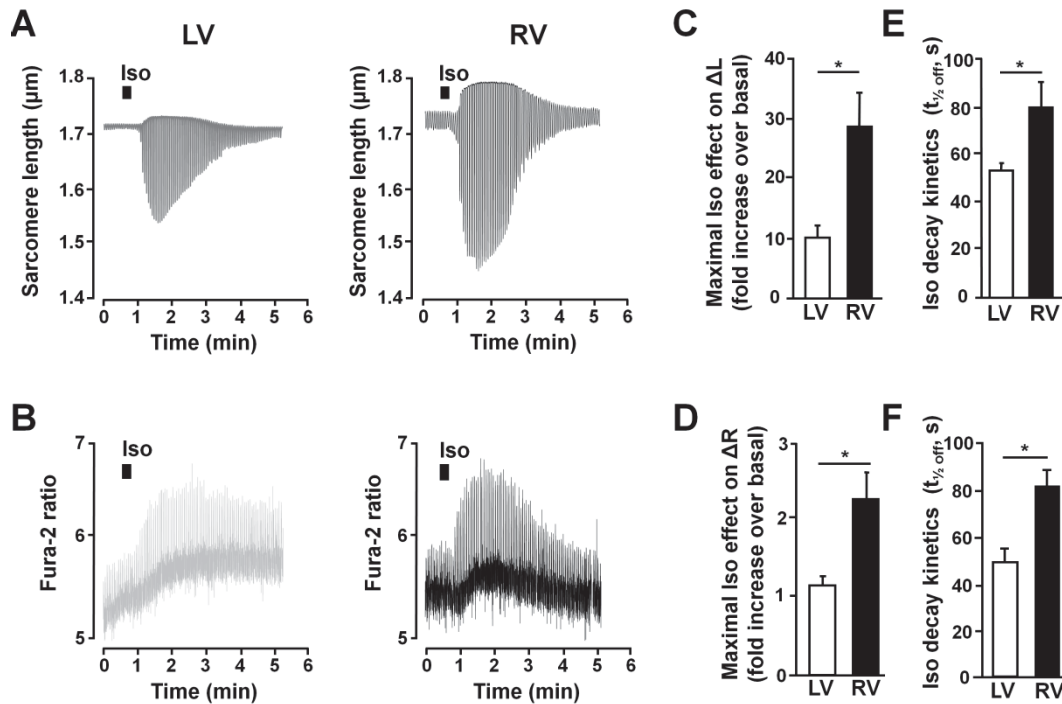 A
LV
RV
Iso
Iso
Sarcomere length (µm)
1.8
1.7
1.6
1.5
1.4
0 1 2 3 4 5 6
Time (min)
Sarcomere length (µm)
1.8
1.7
1.6
1.5
1.4
0 1 2 3 4 5 6
Time (min)
B
Iso
Fura-2 ratio
7
6
5
0 1 2 3 4 5 6
Time (min)
Iso
Fura-2 ratio
7
6
5
0 1 2 3 4 5 6
Time (min)
C
Maximal Iso effect on ΔL
(fold increase over basal)
40
30
20
10
0
*
LV RV
E
Iso decay kinetics (t½ off, s)
100
80
60
40
20
0
*
LV RV
D
Maximal Iso effect on ΔR
(fold increase over basal)
3
2
1
0
*
LV RV
F
Iso decay kinetics (t½ off, s)
100
80
60
40
20
0
*
LV RV